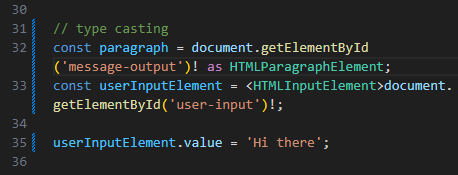 30
31 // type casting
32 const paragraph = document.getElementById
('message-output')! as HTMLParagraphElement;
33 const userInputElement = <HTMLInputElement>document.
getElementById('user-input')!;
34
35 userInputElement.value = 'Hi there';
36